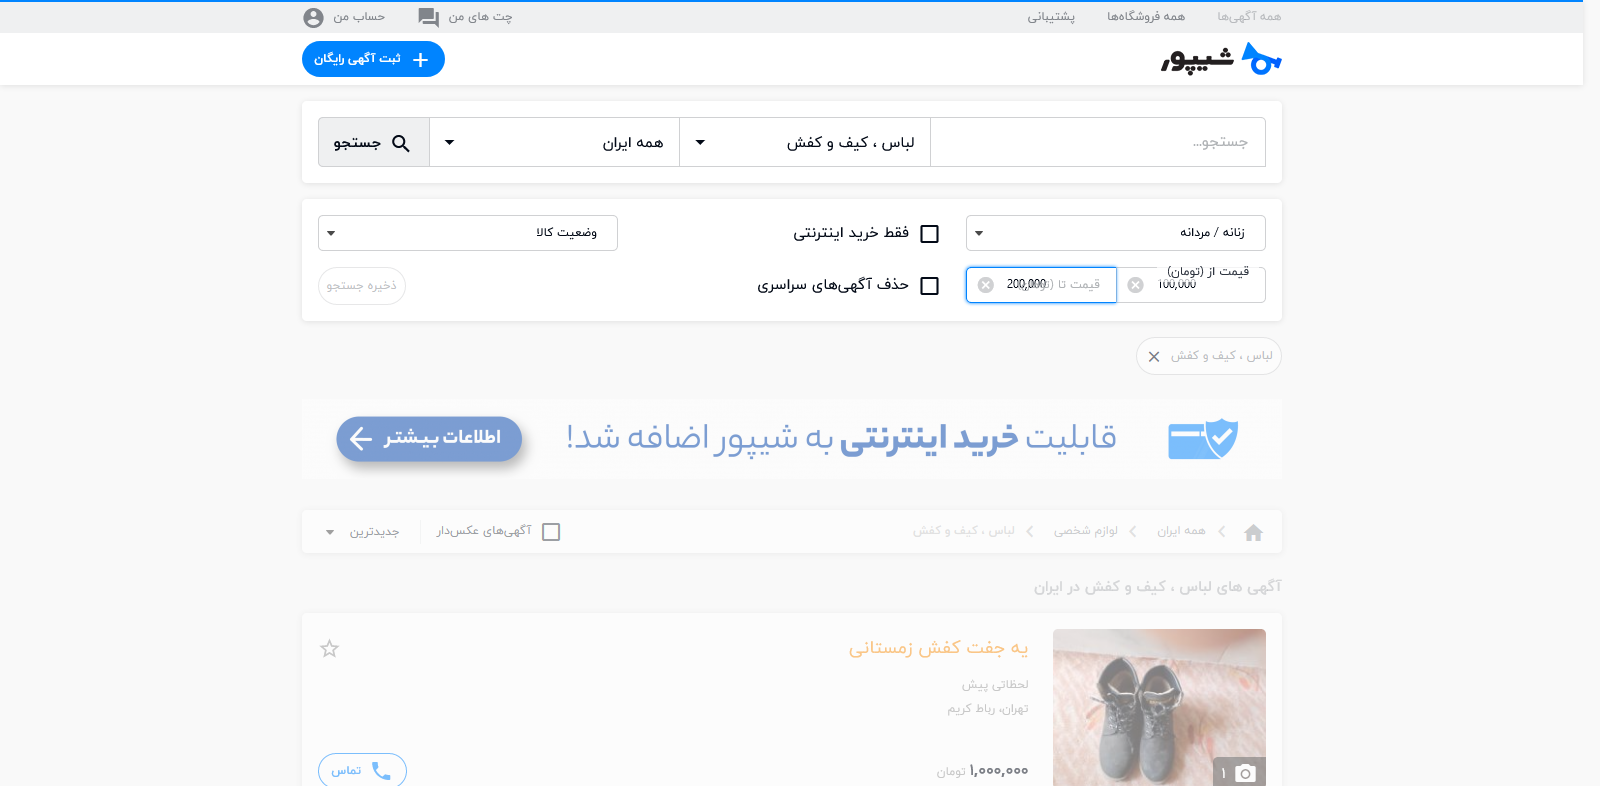 همه آگهی‌ها همه فروشگاه‌ها پشتیبانی چت های من حساب من
شیپور ثبت آگهی رایگان
جستجو... لباس ، کیف و کفش همه ایران جستجو
زنانه / مردانه فقط خرید اینترنتی وضعیت کالا
قیمت از (تومان)
100,000 قیمت تا (تومان) 200,000 حذف آگهی‌های سراسری ذخیره جستجو
لباس ، کیف و کفش
قابلیت خرید اینترنتی به شیپور اضافه شد! اطلاعات بیشتر
همه ایران لوازم شخصی لباس ، کیف و کفش آگهی‌های عکس‌دار جدیدترین
آگهی های لباس ، کیف و کفش در ایران
یه جفت کفش زمستانی
لحظاتی پیش
تهران، رباط کریم
۱,۰۰۰,۰۰۰ تومان تماس
۱